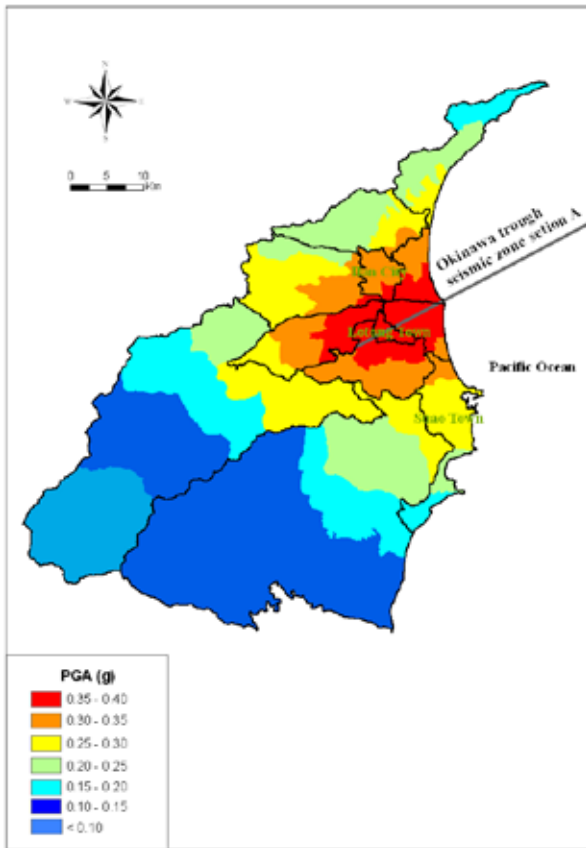 N
W
E
S
0 5 10
Km
Okinawa trough
seismic zone setion A
Ilan City
Lotong Town
Pacific Ocean
Suao Town
PGA (g)
0.35 - 0.40
0.30 - 0.35
0.25 - 0.30
0.20 - 0.25
0.15 - 0.20
0.10 - 0.15
< 0.10